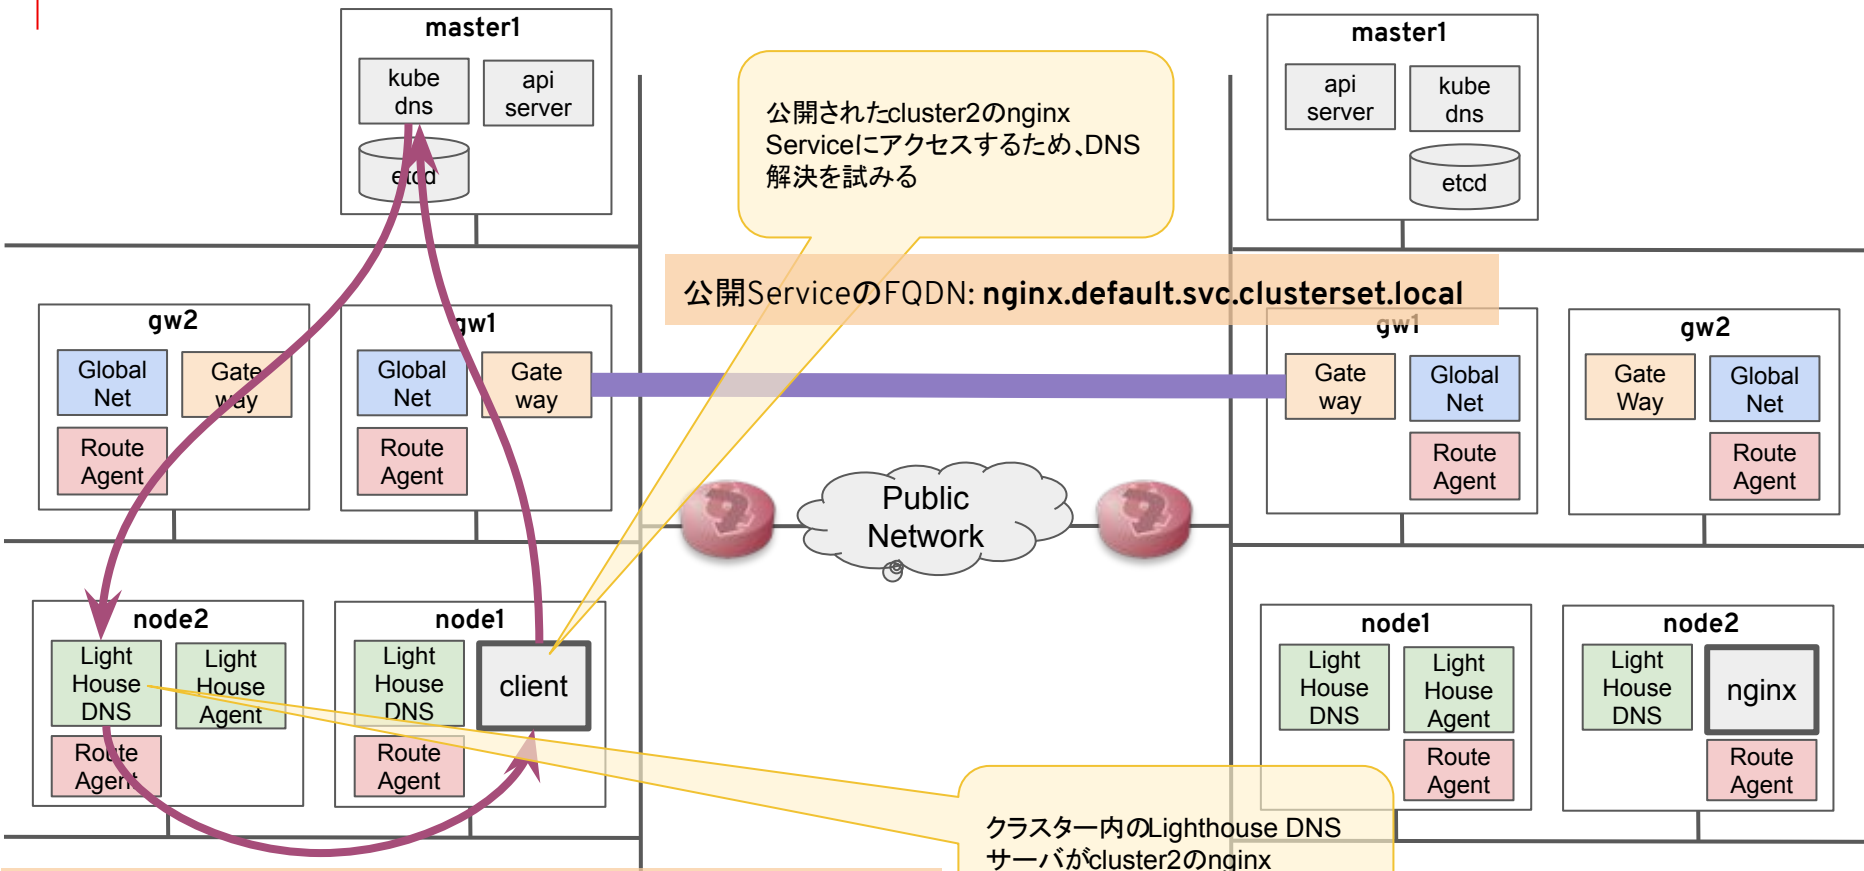 master1
kube
dns
api
server
etcd
公開されたcluster2のnginx
Serviceにアクセスするため、DNS
解決を試みる
master1
api
server
kube
dns
etcd
公開ServiceのFQDN: nginx.default.svc.clusterset.local
gw2
Global
Net
Gate
way
Route
Agent
gw1
Global
Net
Gate
way
Route
Agent
gw1
Gate
way
Global
Net
Route
Agent
gw2
Gate
Way
Global
Net
Route
Agent
Public
Network
node2
Light
House
DNS
Light
House
Agent
Route
Agent
node1
Light
House
DNS
client
Route
Agent
node1
Light
House
DNS
Light
House
Agent
Route
Agent
node2
Light
House
DNS
nginx
Route
Agent
クラスター内のLighthouse DNS
サーバがcluster2のnginx